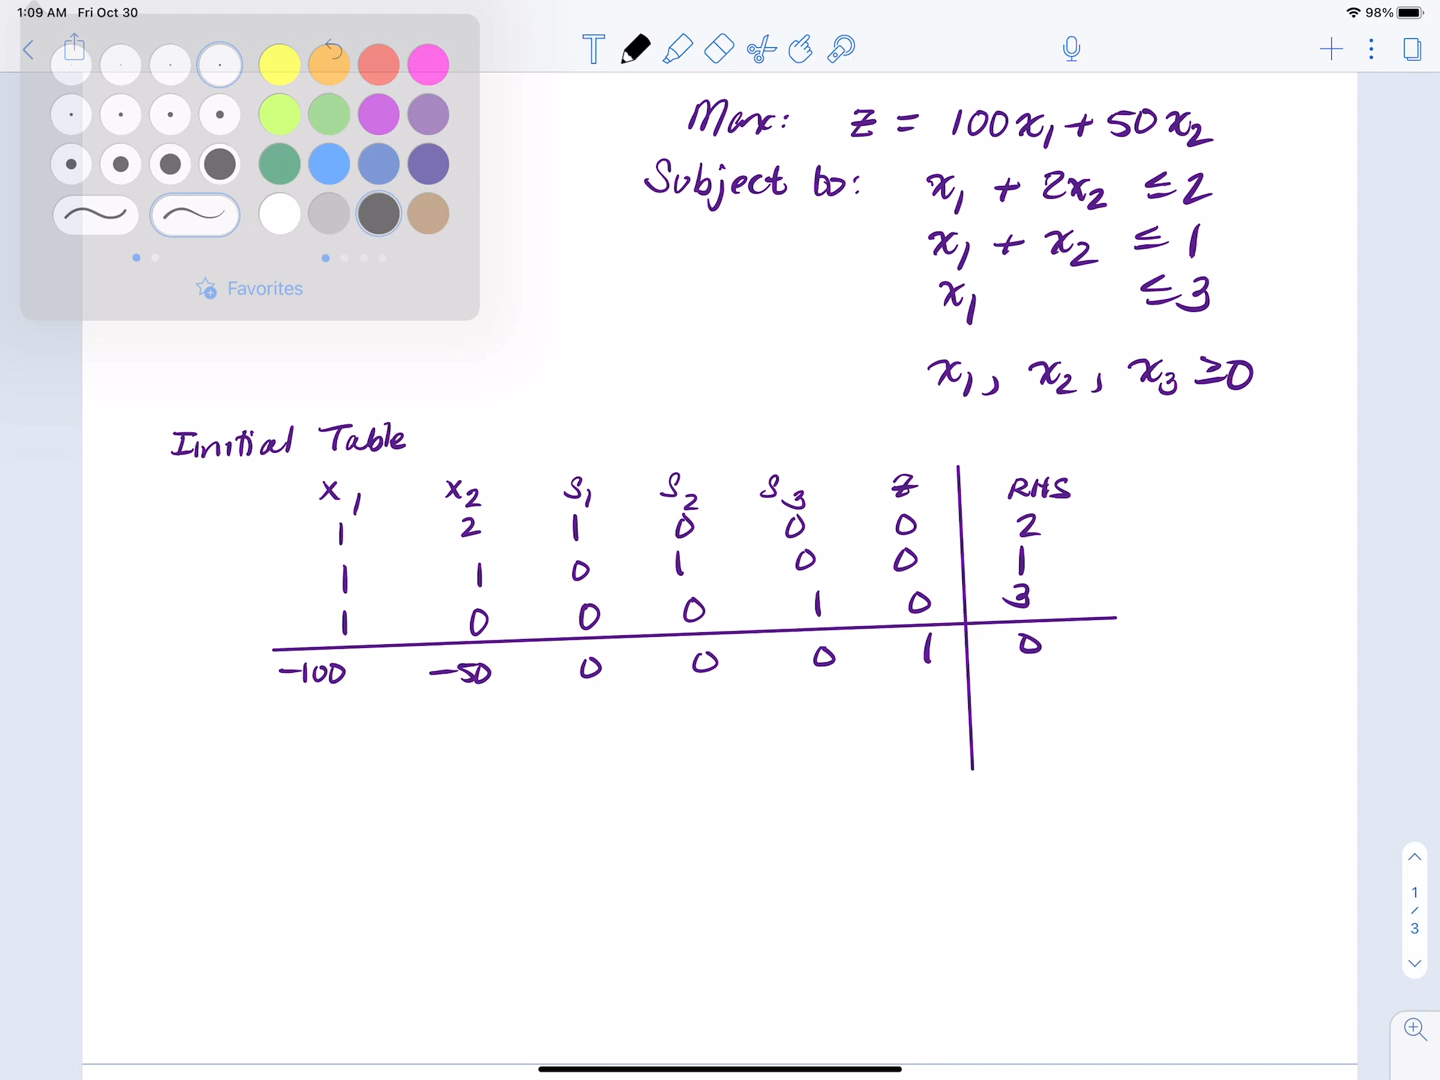 1:09 AM Fri Oct 30
98%
T
Favorites
Max: z = 100x₁ + 50x₂
Subject to: x₁ + 2x₂ ≤ 2
x₁ + x₂ ≤ 1
x₁ ≤ 3
x₁, x₂, x₃ ≥ 0
Initial Table
x₁ x₂ S₁ S₂ S₃ z RHS
1 2 1 0 0 0 2
1 1 0 1 0 0 1
1 0 0 0 1 0 3
-100 -50 0 0 0 1 0
1
/
3